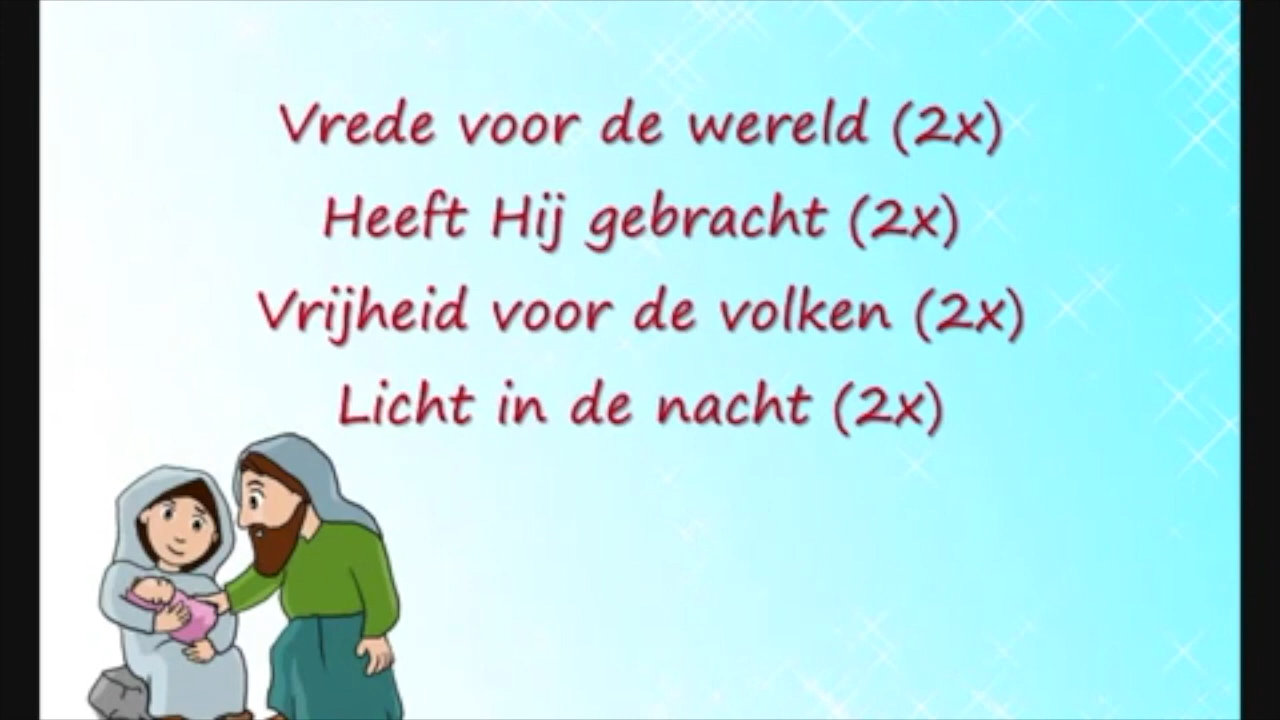 Vrede voor de wereld (2x)
Heeft Hij gebracht (2x)
Vrijheid voor de volken (2x)
Licht in de nacht (2x)